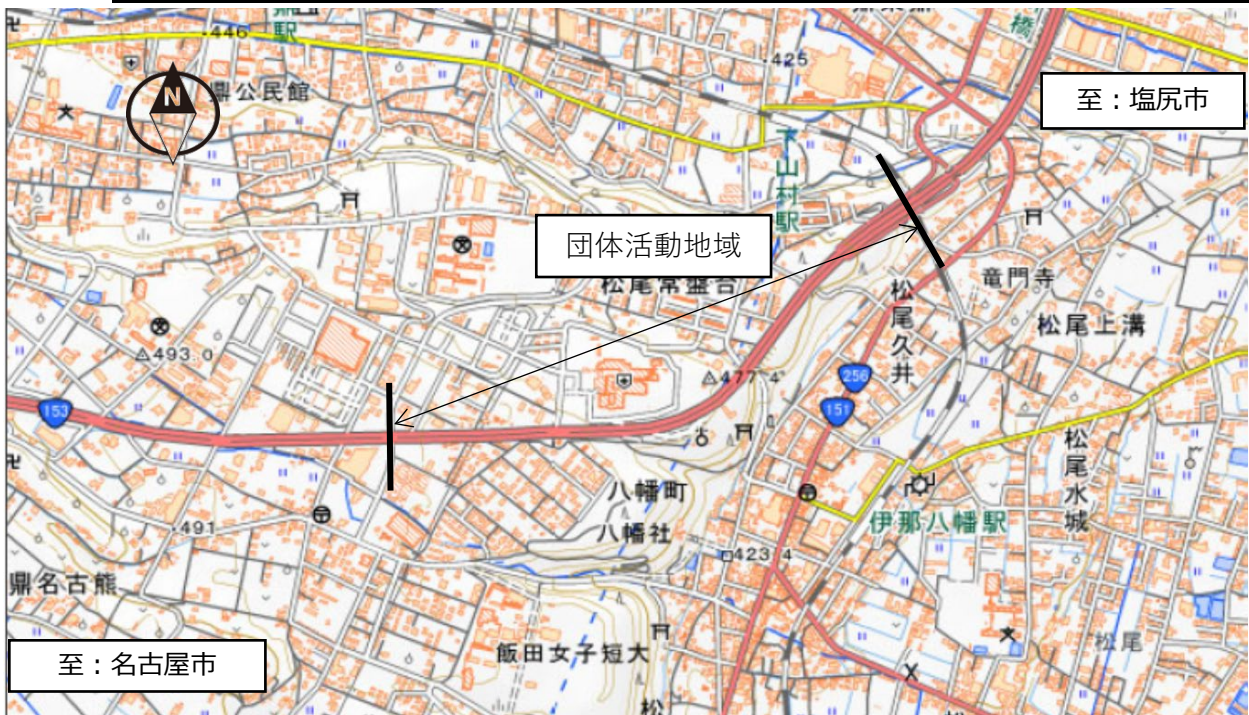 446
駅
425
橋
至：塩尻市
N
鼎公民館
下山村駅
団体活動地域
松尾常盤台
竜門寺
松尾久井
松尾上溝
493.0
477.4
256
153
151
松尾水城
八幡町
八幡社
伊那八幡駅
491
423.4
鼎名古熊
飯田女子短大
松尾
至：名古屋市
松